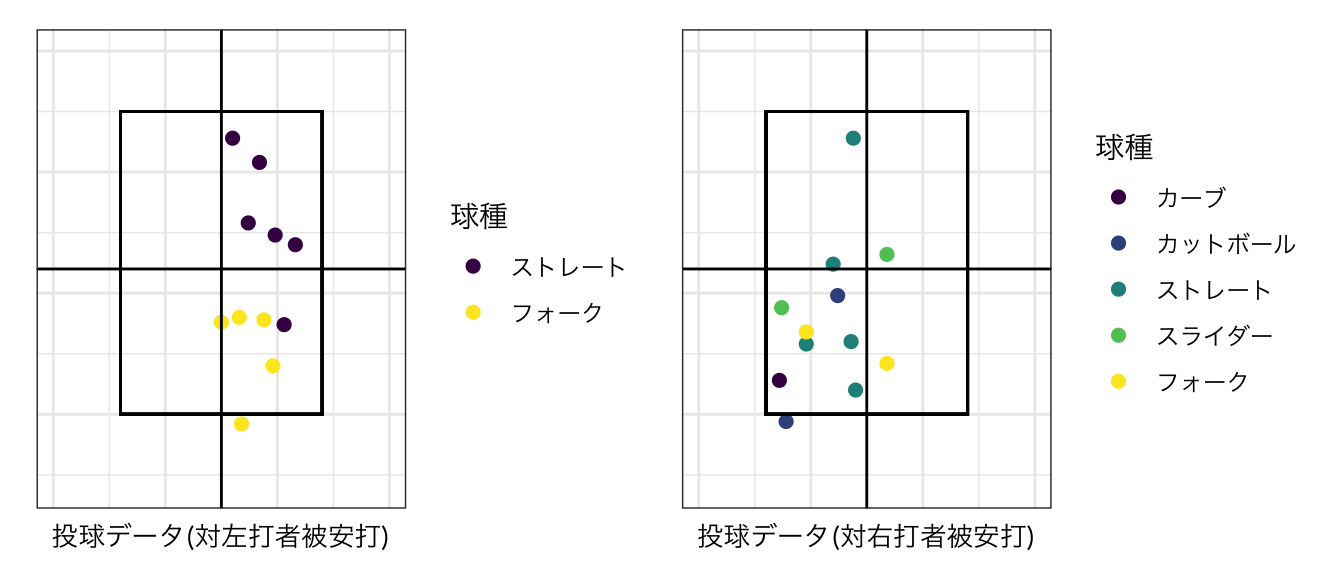 球種
ストレート
フォーク
投球データ(対左打者被安打)
球種
カーブ
カットボール
ストレート
スライダー
フォーク
投球データ(対右打者被安打)